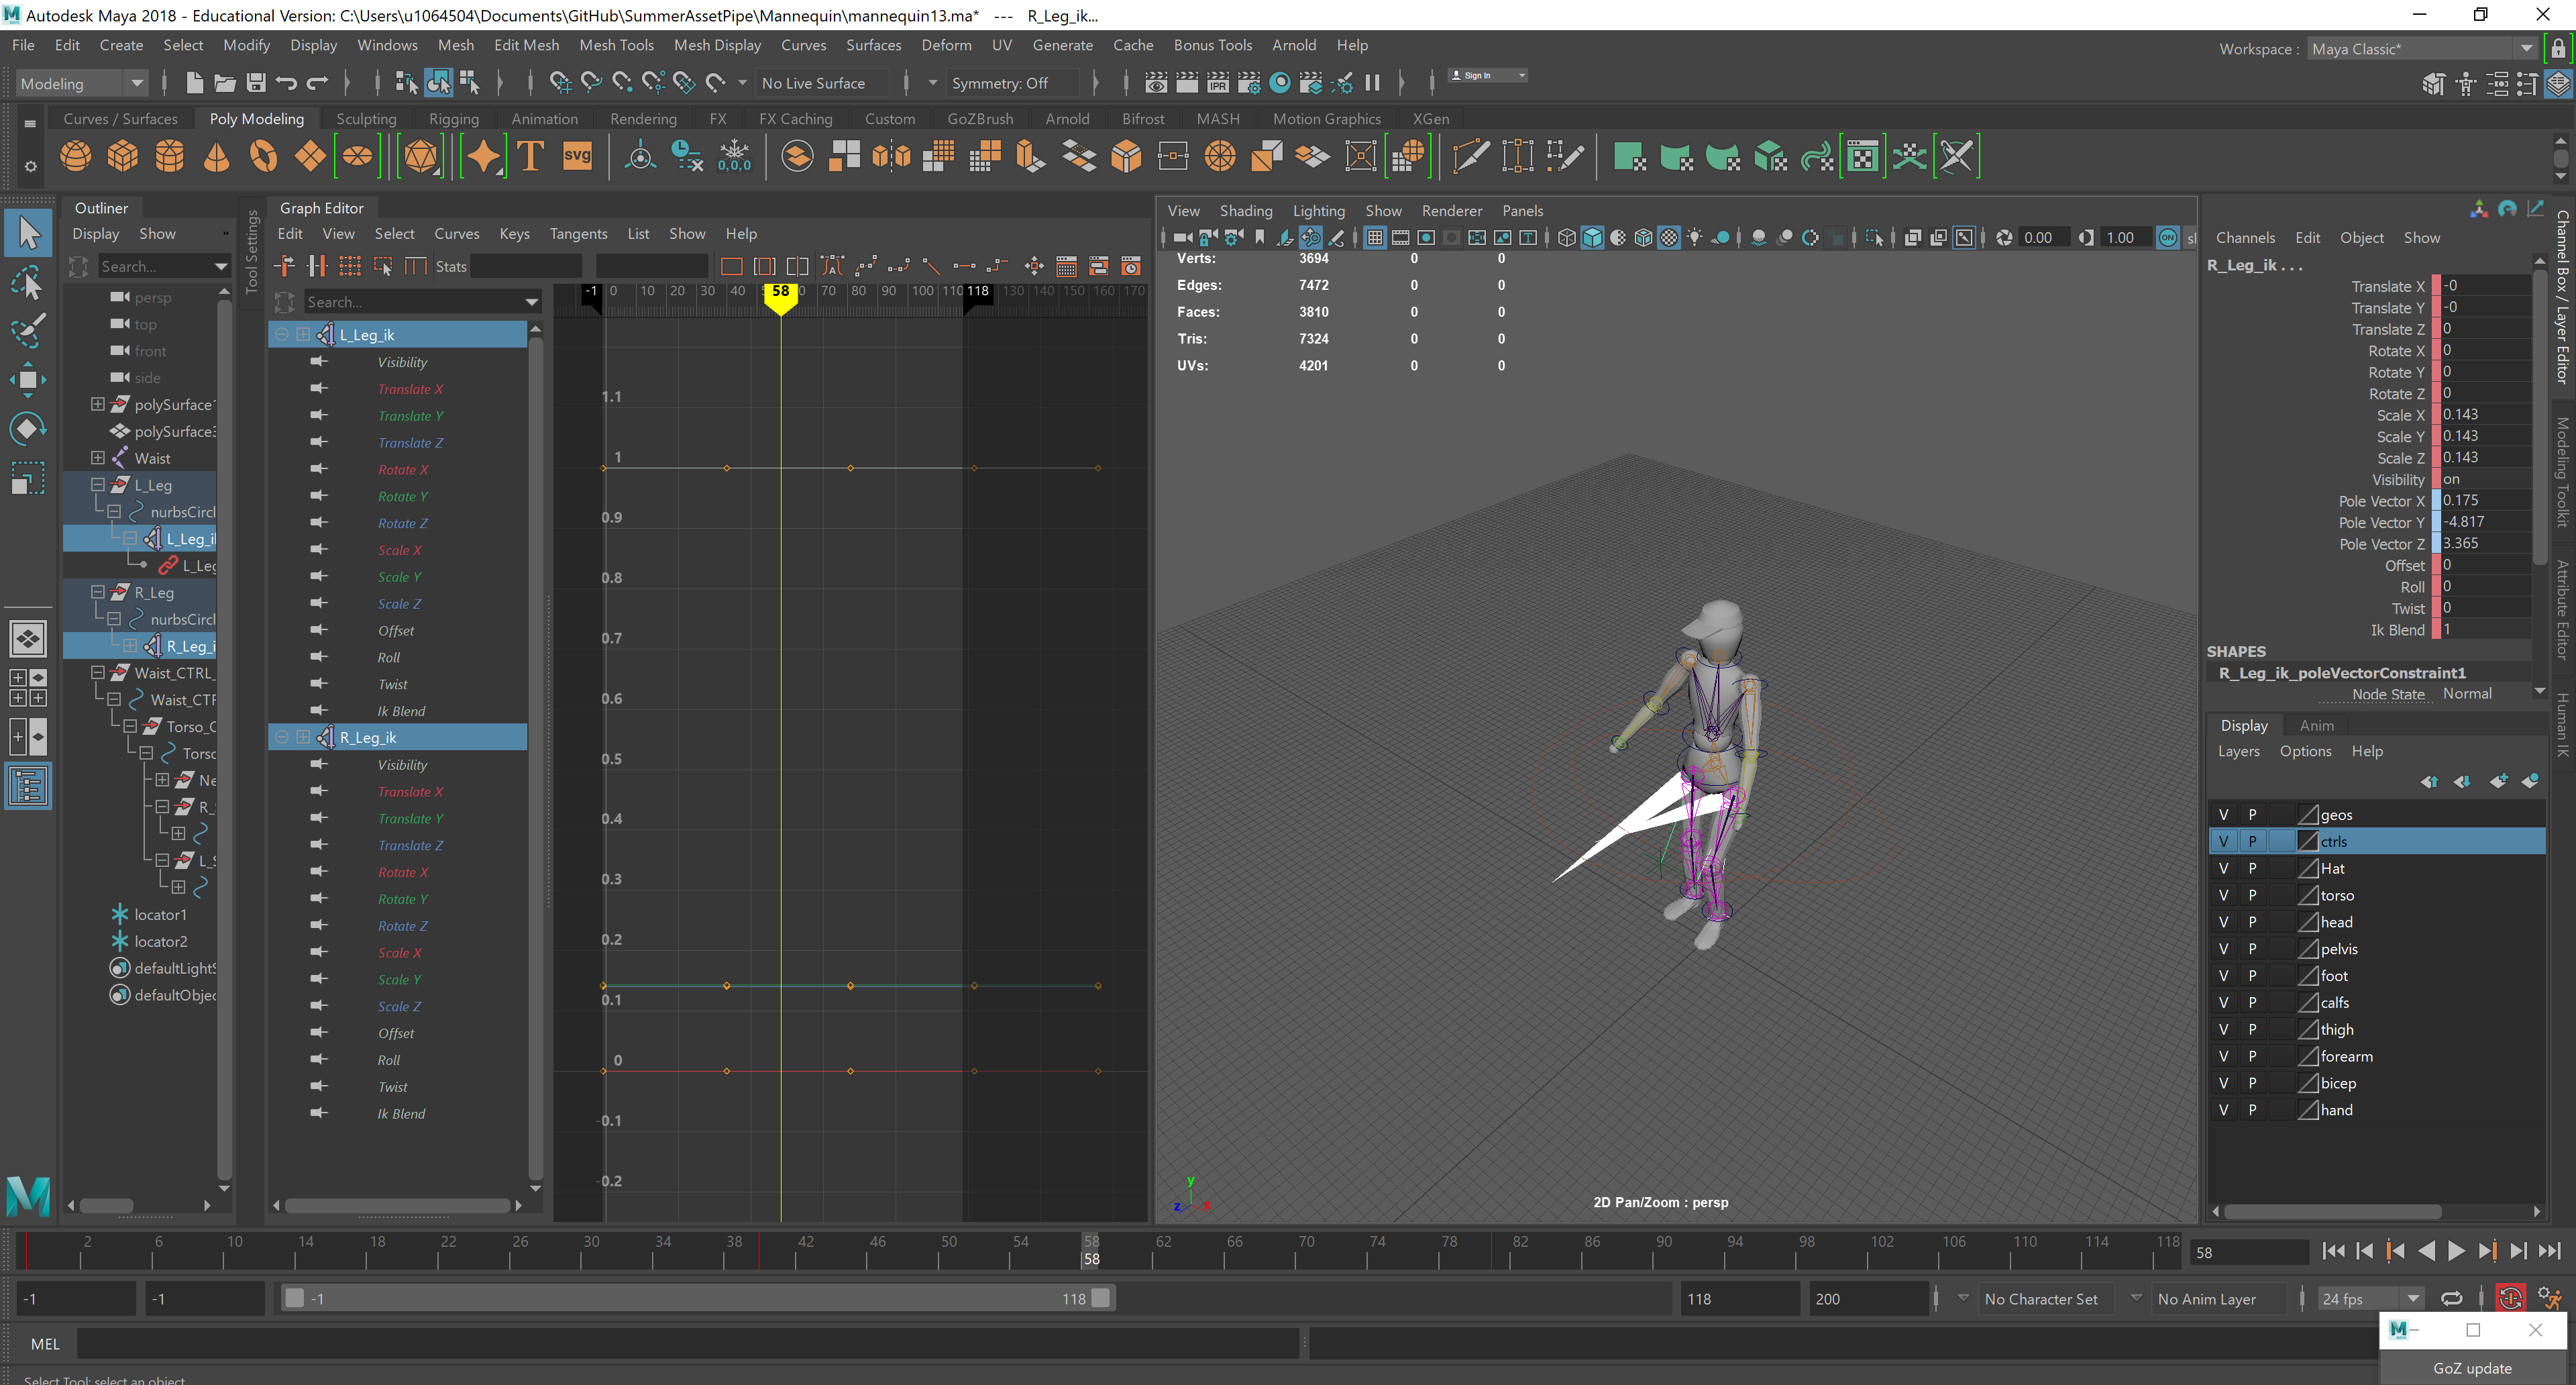 Autodesk Maya 2018 - Educational Version: C:\Users\u1064504\Documents\GitHub\SummerAssetPipe\Mannequin\mannequin13.ma* --- R_Leg_ik...
File Edit Create Select Modify Display Windows Mesh Edit Mesh Mesh Tools Mesh Display Curves Surfaces Deform UV Generate Cache Bonus Tools Arnold Help
Workspace : Maya Classic*
Modeling No Live Surface Symmetry: Off Sign In
Curves / Surfaces Poly Modeling Sculpting Rigging Animation Rendering FX FX Caching Custom GoZBrush Arnold Bifrost MASH Motion Graphics XGen
Outliner
Display Show
Search...
persp
top
front
side
polySurface
polySurface
Waist
L_Leg
nurbsCircl
L_Leg_i
L_Leg
R_Leg
nurbsCircl
R_Leg_i
Waist_CTRL_
Waist_CTR
Torso_C
Torso
Ne
R_
L_S
locator1
locator2
defaultLightS
defaultObjec
Tool Settings
Graph Editor
Edit View Select Curves Keys Tangents List Show Help
Stats
Search...
L_Leg_ik
Visibility
Translate X
Translate Y
Translate Z
Rotate X
Rotate Y
Rotate Z
Scale X
Scale Y
Scale Z
Offset
Roll
Twist
Ik Blend
R_Leg_ik
Visibility
Translate X
Translate Y
Translate Z
Rotate X
Rotate Y
Rotate Z
Scale X
Scale Y
Scale Z
Offset
Roll
Twist
Ik Blend
-1 0 10 20 30 40 58 70 80 90 100 110 118 130 140 150 160 170
1.1
1
0.9
0.8
0.7
0.6
0.5
0.4
0.3
0.2
0.1
0
-0.1
-0.2
View Shading Lighting Show Renderer Panels
0.00 1.00 ON
Verts: 3694 0 0
Edges: 7472 0 0
Faces: 3810 0 0
Tris: 7324 0 0
UVs: 4201 0 0
y
z x
2D Pan/Zoom : persp
Channels Edit Object Show
R_Leg_ik . . .
Translate X -0
Translate Y -0
Translate Z 0
Rotate X 0
Rotate Y 0
Rotate Z 0
Scale X 0.143
Scale Y 0.143
Scale Z 0.143
Visibility on
Pole Vector X 0.175
Pole Vector Y -4.817
Pole Vector Z 3.365
Offset 0
Roll 0
Twist 0
Ik Blend 1
SHAPES
R_Leg_ik_poleVectorConstraint1
Node State Normal
Display Anim
Layers Options Help
V P geos
V P ctrls
V P Hat
V P torso
V P head
V P pelvis
V P foot
V P calfs
V P thigh
V P forearm
V P bicep
V P hand
Channel Box / Layer Editor
Modeling Toolkit
Attribute Editor
Human IK
2 6 10 14 18 22 26 30 34 38 42 46 50 54 58 62 66 70 74 78 82 86 90 94 98 102 106 110 114 118
58
58
-1 -1 -1 118 118 200 No Character Set No Anim Layer 24 fps
MEL
GoZ update
Select Tool: select an object